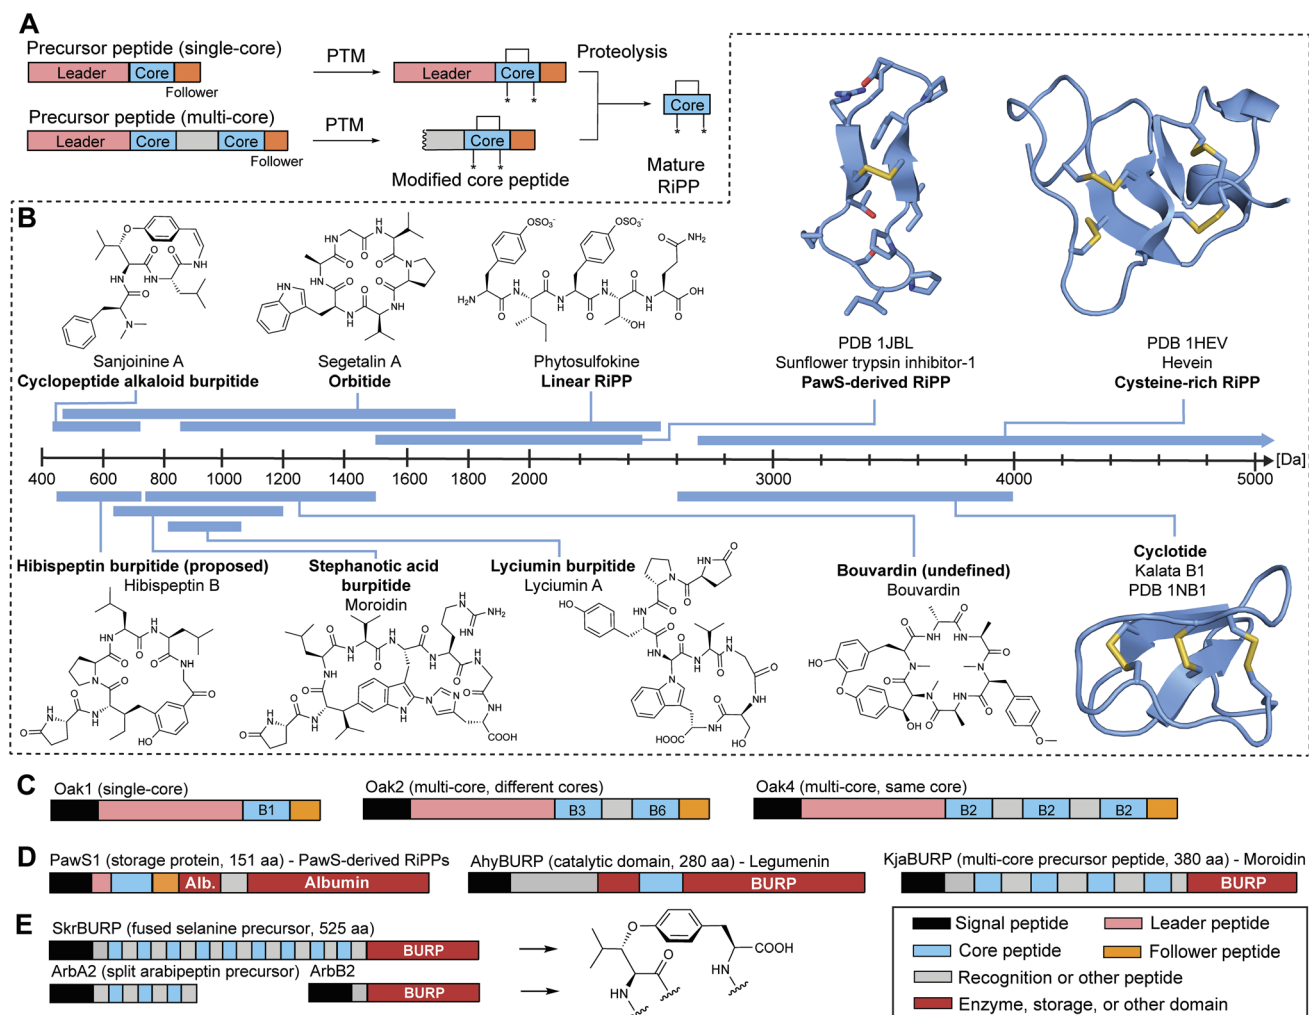 A
Precursor peptide (single-core)
Leader
Core
Follower
PTM
Leader
Core
*
*
Proteolysis
Precursor peptide (multi-core)
Leader
Core
Core
Follower
PTM
Core
*
*
Modified core peptide
Core
*
*
Mature
RiPP
B
Sanjoinine A
Cyclopeptide alkaloid burpitide
Segetalin A
Orbitide
Phytosulfokine
Linear RiPP
PDB 1JBL
Sunflower trypsin inhibitor-1
PawS-derived RiPP
PDB 1HEV
Hevein
Cysteine-rich RiPP
400
600
800
1000
1200
1400
1600
1800
2000
3000
4000
5000
[Da]
Hibispeptin burpitide (proposed)
Hibispeptin B
Stephanotic acid
burpitide
Moroidin
Lyciumin burpitide
Lyciumin A
Bouvardin (undefined)
Bouvardin
Cyclotide
Kalata B1
PDB 1NB1
C
Oak1 (single-core)
B1
Oak2 (multi-core, different cores)
B3
B6
Oak4 (multi-core, same core)
B2
B2
B2
D
PawS1 (storage protein, 151 aa) - PawS-derived RiPPs
Alb.
Albumin
AhyBURP (catalytic domain, 280 aa) - Legumenin
BURP
KjaBURP (multi-core precursor peptide, 380 aa) - Moroidin
BURP
E
SkrBURP (fused selanine precursor, 525 aa)
BURP
ArbA2 (split arabipeptin precursor)
ArbB2
BURP
O
O
COOH
HN
NH
Signal peptide
Leader peptide
Core peptide
Follower peptide
Recognition or other peptide
Enzyme, storage, or other domain